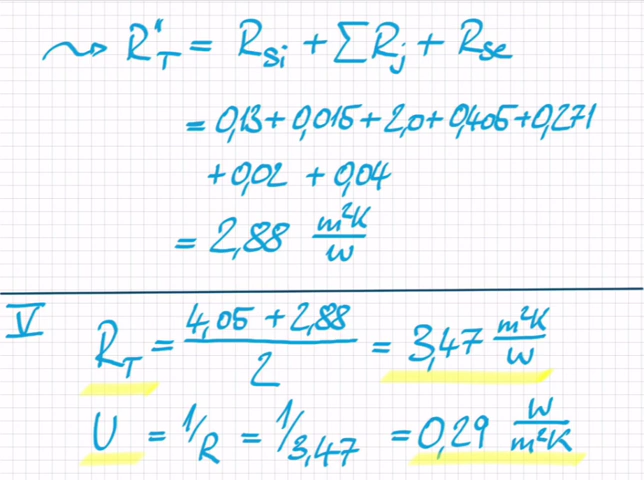 ⇝ R"T = Rsi + ∑Rj + Rse
= 0,13 + 0,015 + 2,0 + 0,405 + 0,271
+ 0,02 + 0,04
= 2,88 m²K/W
V RT = (4,05 + 2,88)/2 = 3,47 m²K/W
U = 1/R = 1/3,47 = 0,29 W/m²K